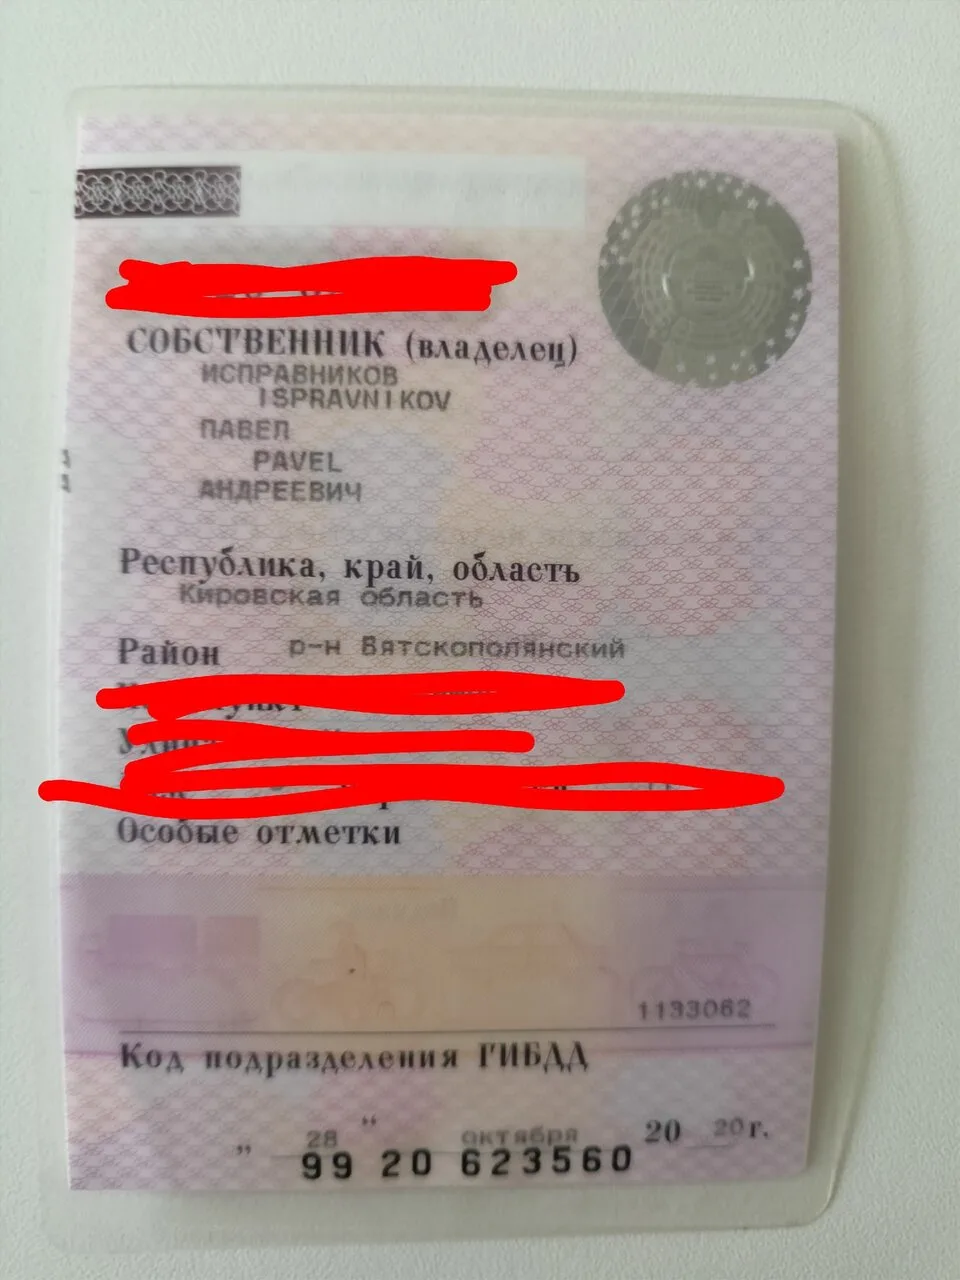 СОБСТВЕННИК (владелец)
ИСПРАВНИКОВ
ISPRAVNIKOV
ПАВЕЛ
PAVEL
АНДРЕЕВИЧ
Республика, край, область
Кировская область
Район р-н Вятскополянский
Особые отметки
1133062
Код подразделения ГИБДД
" 28 " октября 20 20 г.
99 20 623560